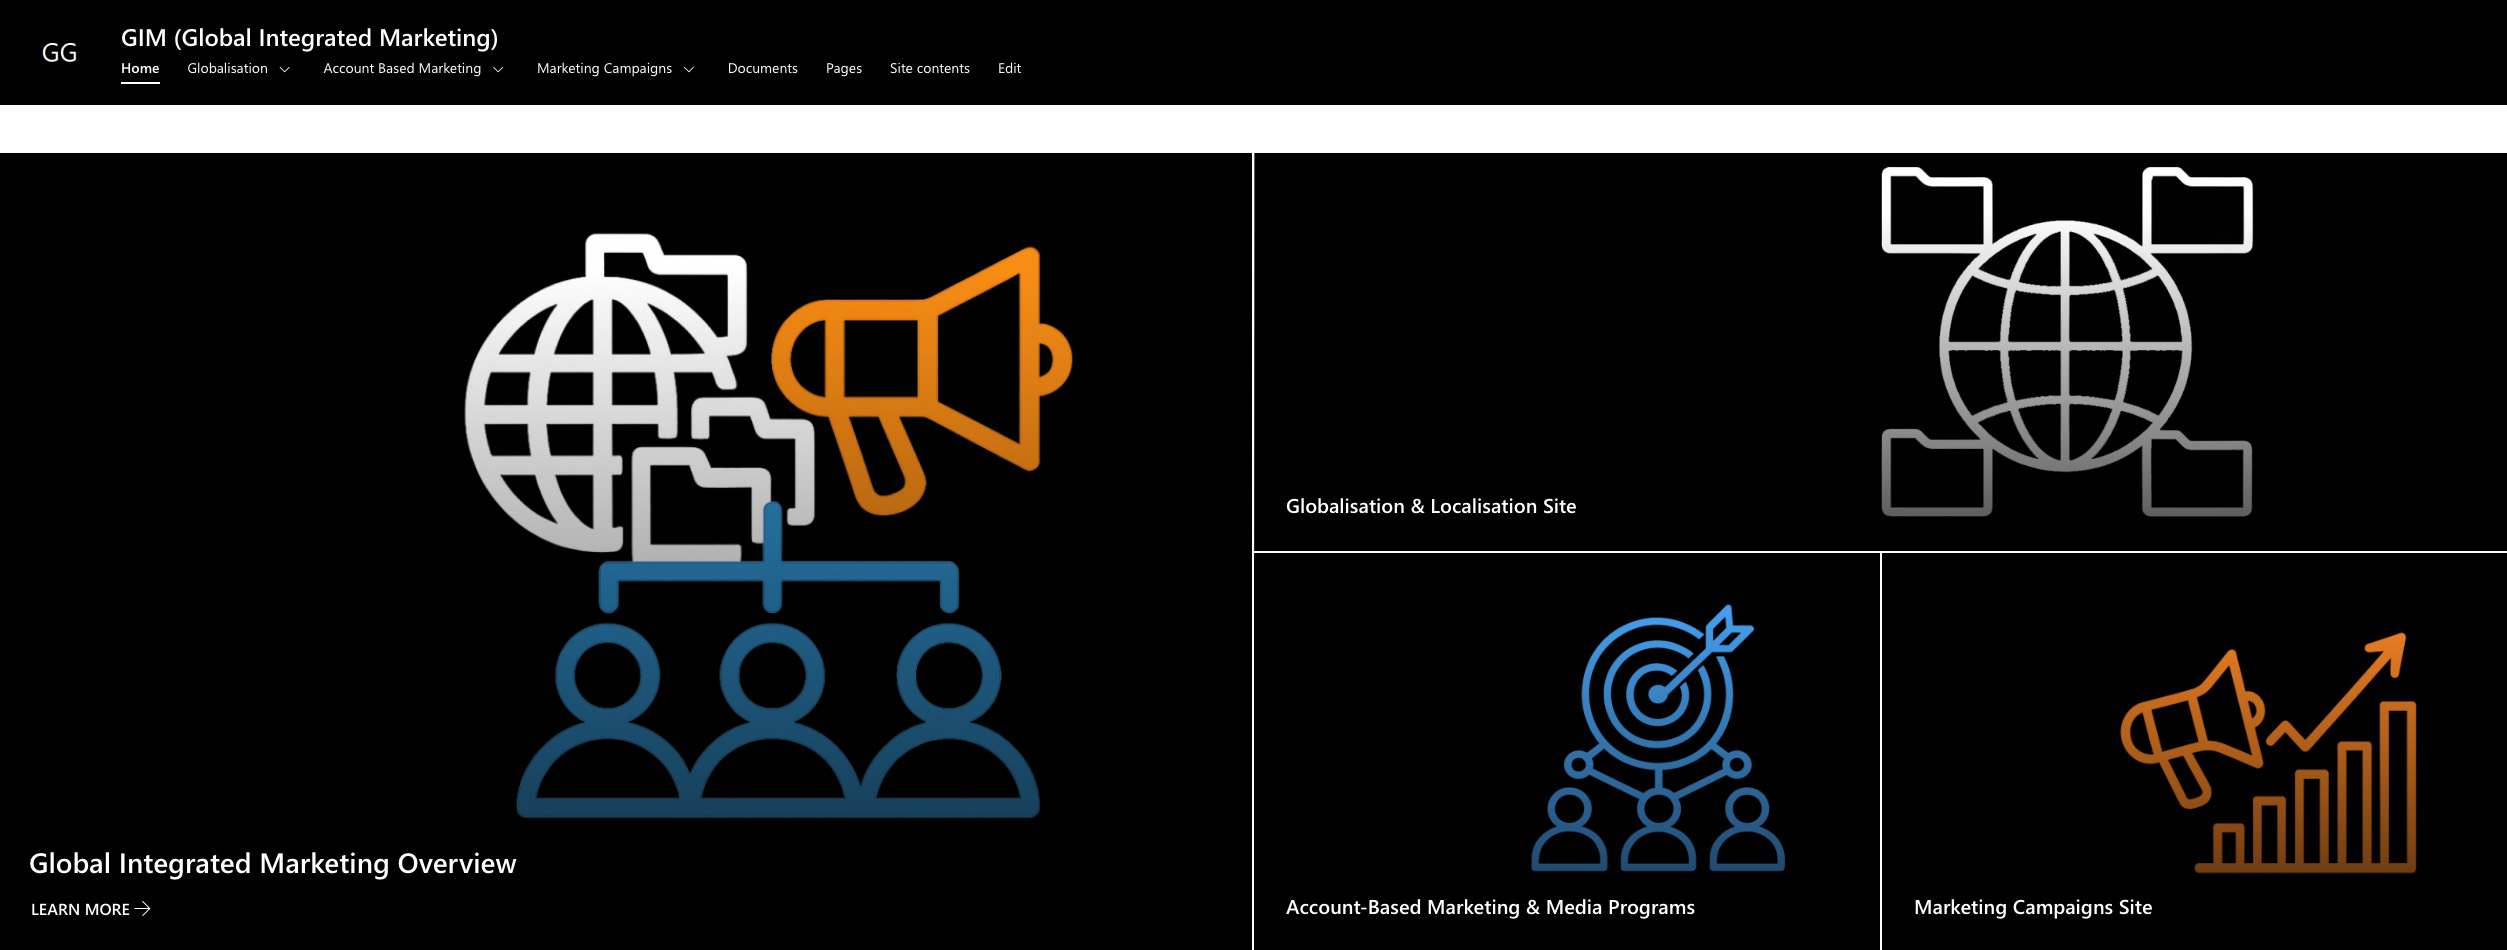 GG
GIM (Global Integrated Marketing)
Home Globalisation Account Based Marketing Marketing Campaigns Documents Pages Site contents Edit
Globalisation & Localisation Site
Global Integrated Marketing Overview
LEARN MORE
Account-Based Marketing & Media Programs
Marketing Campaigns Site